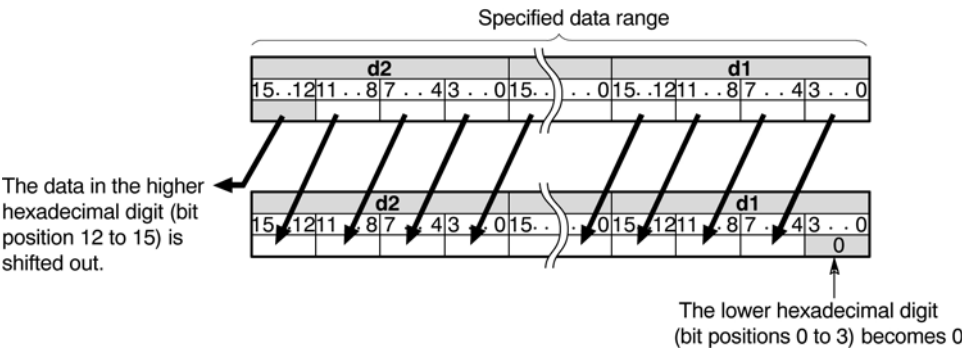 Specified data range
d2 d1
15. .12 11 . . 8 7 . . 4 3 . . 0 15. . . . 0 15. .12 11 . . 8 7 . . 4 3 . . 0
The data in the higher
hexadecimal digit (bit
position 12 to 15) is
shifted out.
d2 d1
15. .12 11 . . 8 7 . . 4 3 . . 0 15. . . 0 15. .12 11 . . 8 7 . . 4 3 . . 0
0
The lower hexadecimal digit
(bit positions 0 to 3) becomes 0